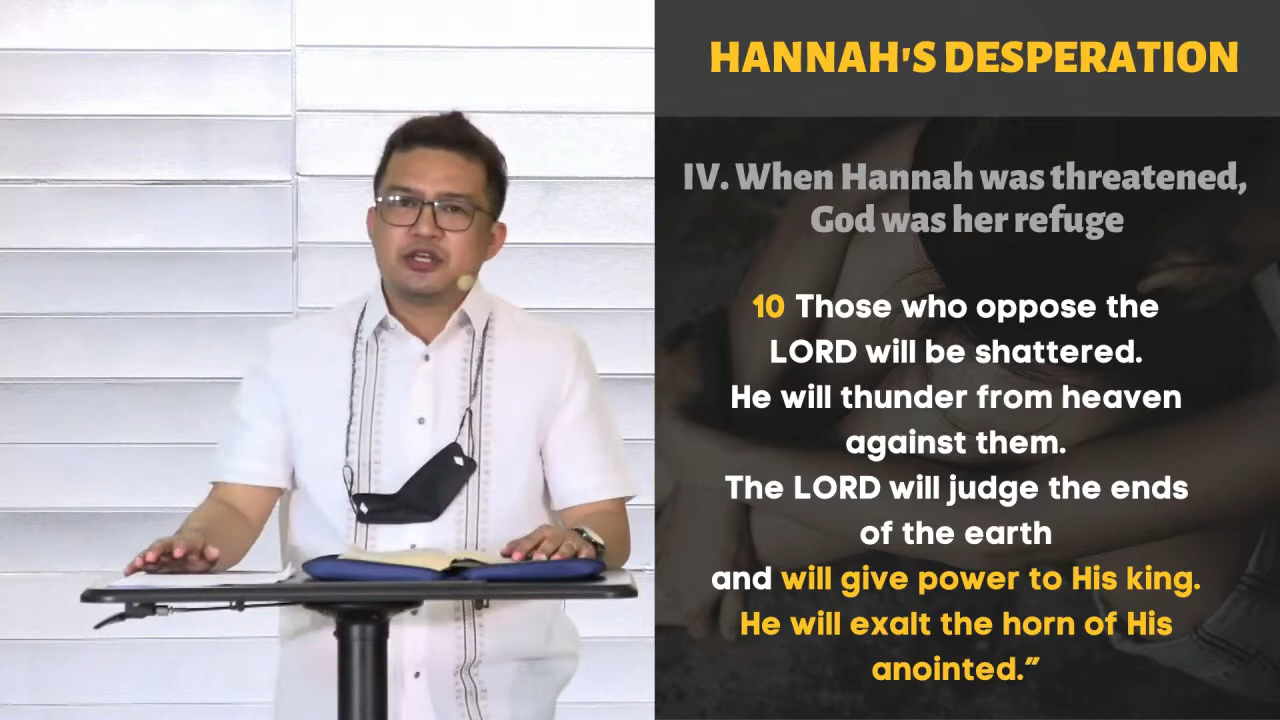 HANNAH'S DESPERATION
IV. When Hannah was threatened,
God was her refuge
10 Those who oppose the
LORD will be shattered.
He will thunder from heaven
against them.
The LORD will judge the ends
of the earth
and will give power to His king.
He will exalt the horn of His
anointed.”